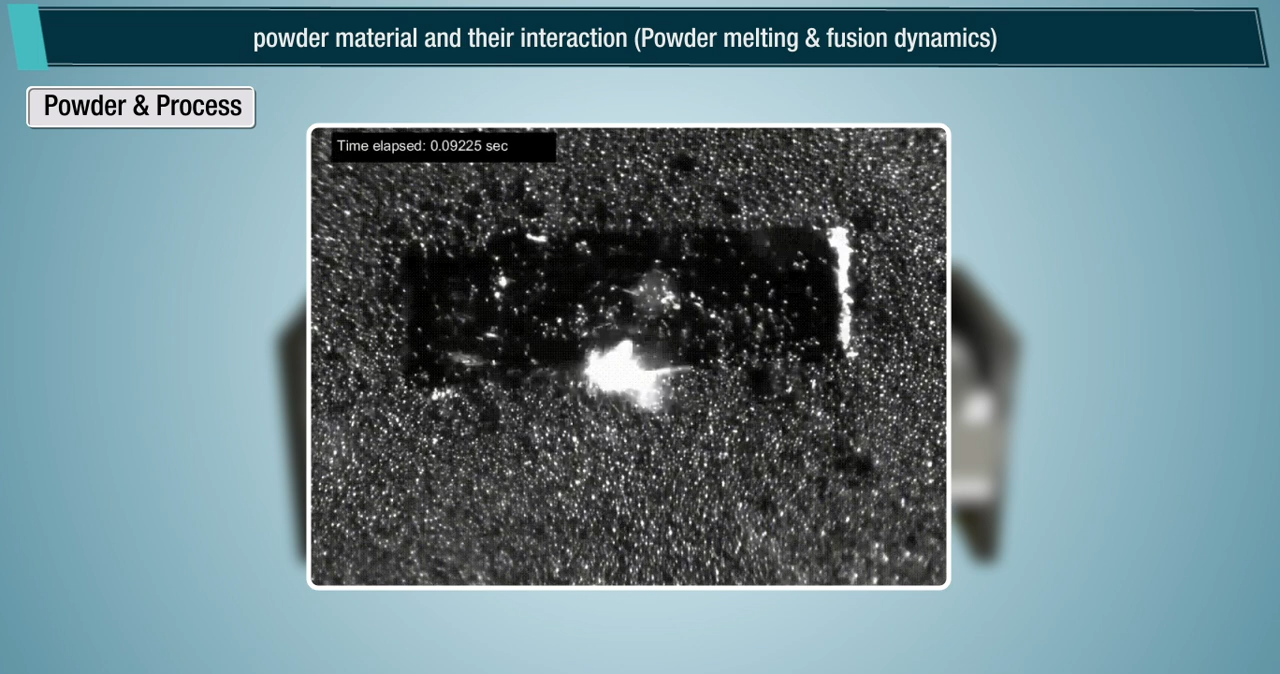 powder material and their interaction (Powder melting & fusion dynamics)
Powder & Process
Time elapsed: 0.09225 sec